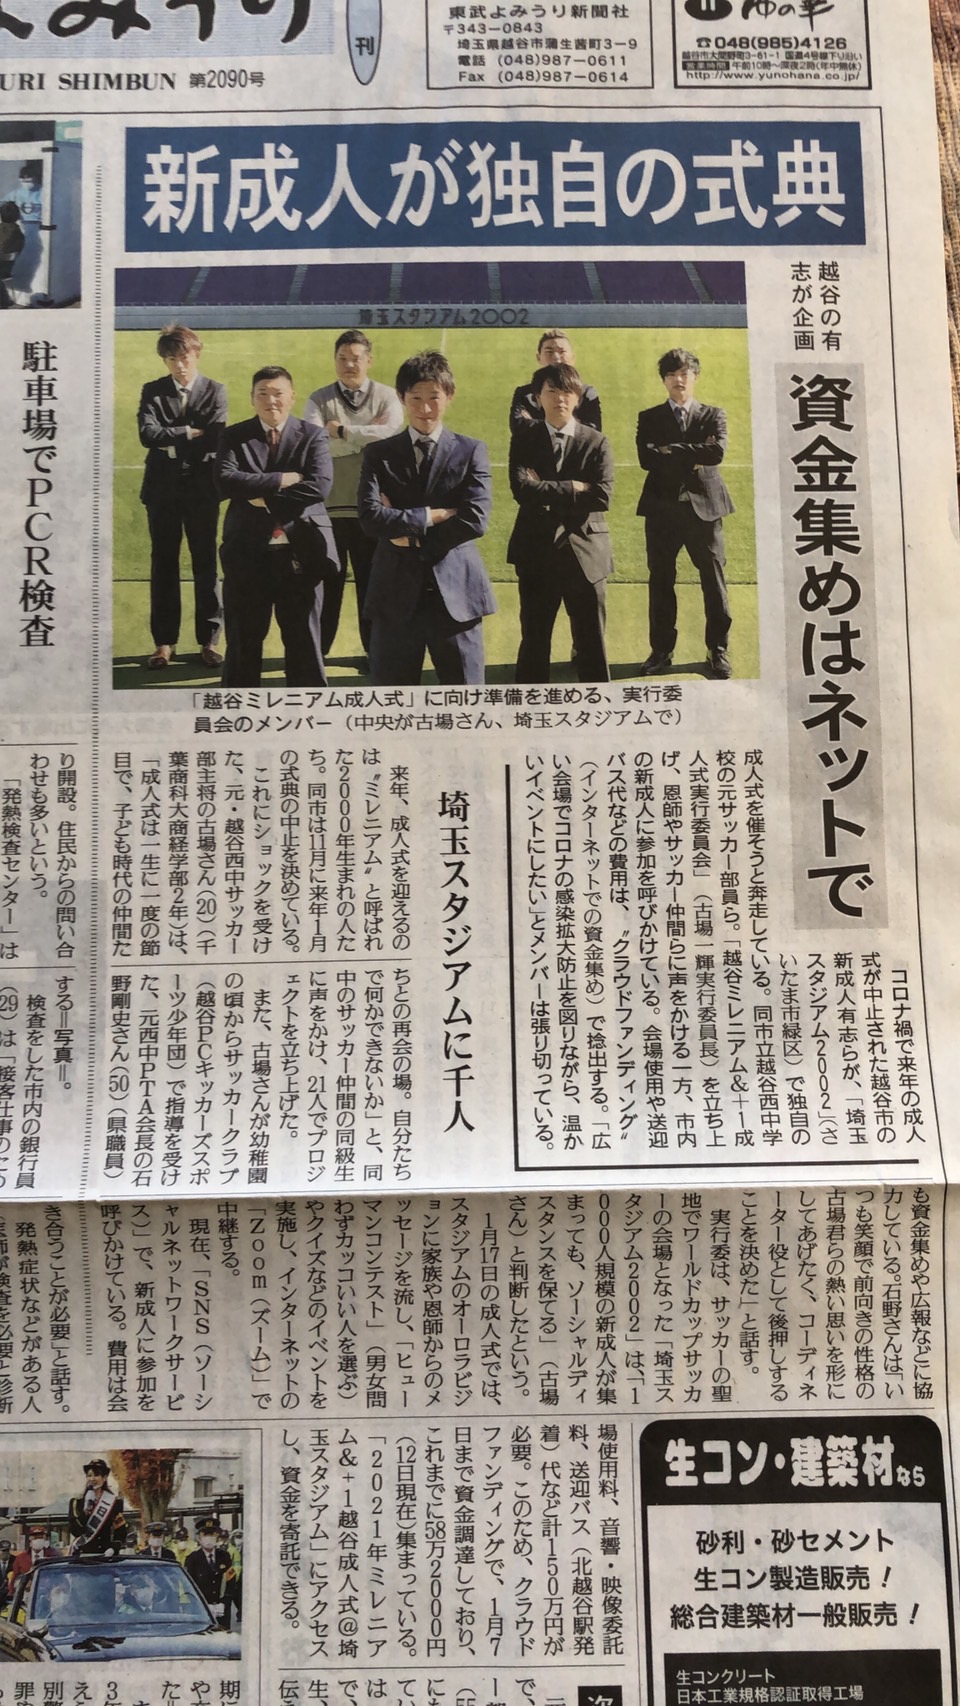 よみうり
刊
URI SHIMBUN 第2090号
東武よみうり新聞社
〒343-0843
埼玉県越谷市蒲生茜町3-9
電話 (048)987-0611
Fax (048)987-0614
湯の華
☎048(985)4126
越谷市大間野町3-61-1 国道4号線下り沿い
営業時間 午前10時〜深夜2時(年中無休)
http://www.yunohana.co.jp/
新成人が独自の式典
越谷の有
志が企画
資金集めはネットで
埼玉スタジアム2002
「越谷ミレニアム成人式」に向け準備を進める、実行委
員会のメンバー（中央が古場さん、埼玉スタジアムで）
コロナ禍で来年の成人
式が中止された越谷市の
新成人有志らが、「埼玉
スタジアム2002」（さ
いたま市緑区）で独自の
成人式を催そうと奔走している。同市立越谷西中学
校の元サッカー部員ら。「越谷ミレニアム＆＋1成
人式実行委員会」（古場一輝実行委員長）を立ち上
げ、恩師やサッカー仲間らに声をかける一方、市内
の新成人に参加を呼びかけている。会場使用や送迎
バス代などの費用は、〝クラウドファンディング〟
（インターネットでの資金集め）で捻出する。「広
い会場でコロナの感染拡大防止を図りながら、温か
いイベントにしたい」とメンバーは張り切っている。
埼玉スタジアムに千人
来年、成人式を迎えるの
は〝ミレニアム〟と呼ばれ
た2000年生まれの人た
ち。同市は11月に来年1月
の式典の中止を決めている。
これにショックを受け
た、元・越谷西中サッカー
部主将の古場さん（20）（千
葉商科大商経学部2年）は、
「成人式は一生に一度の節
目で、子ども時代の仲間た
ちとの再会の場。自分たち
で何かできないか」と、同
中のサッカー仲間の同級生
に声をかけ、21人でプロジ
ェクトを立ち上げた。
また、古場さんが幼稚園
の頃からサッカークラブ
（越谷PCキッカーズスポ
ーツ少年団）で指導を受け
た、元西中PTA会長の石
野剛史さん（50）（県職員）
も資金集めや広報などに協
力している。石野さんは「い
つも笑顔で前向きの性格の
古場君らの熱い思いを形に
してあげたく、コーディネ
ーター役として後押しする
ことを決めた」と話す。
実行委は、サッカーの聖
地でワールドカップサッカ
ーの会場となった「埼玉ス
タジアム2002」は、「1
000人規模の新成人が集
まっても、ソーシャルディ
スタンスを保てる」（古場
さん）と判断したという。
1月17日の成人式では、
スタジアムのオーロラビジ
ョンに家族や恩師からのメ
ッセージを流し、「ヒュー
マンコンテスト」（男女問
わずカッコいい人を選ぶ）
やクイズなどのイベントを
実施し、インターネットの
「Zoom（ズーム）」で
中継する。
現在、「SNS（ソーシ
ャルネットワークサービ
ス）」で、新成人に参加を
呼びかけている。費用は会
場使用料、音響・映像委託
料、送迎バス（北越谷駅発
着）代など計150万円が
必要。このため、クラウド
ファンディングで、1月7
日まで資金調達しており、
これまでに58万2000円
（12日現在）集まっている。
「2021年ミレニア
ム＆＋1越谷成人式＠埼
玉スタジアム」にアクセス
し、資金を寄託できる。
駐車場でPCR検査
り開設。住民からの問い合
わせも多いという。
「発熱検査センター」は
する＝写真＝。
検査をした市内の銀行員
（29）は「接客仕事のため
き合うことが必要」と話す。
発熱症状などがある人
生コン・建築材なら
砂利・砂セメント
生コン製造販売！
総合建築材一般販売！
生コンクリート
日本工業規格認証取得工場